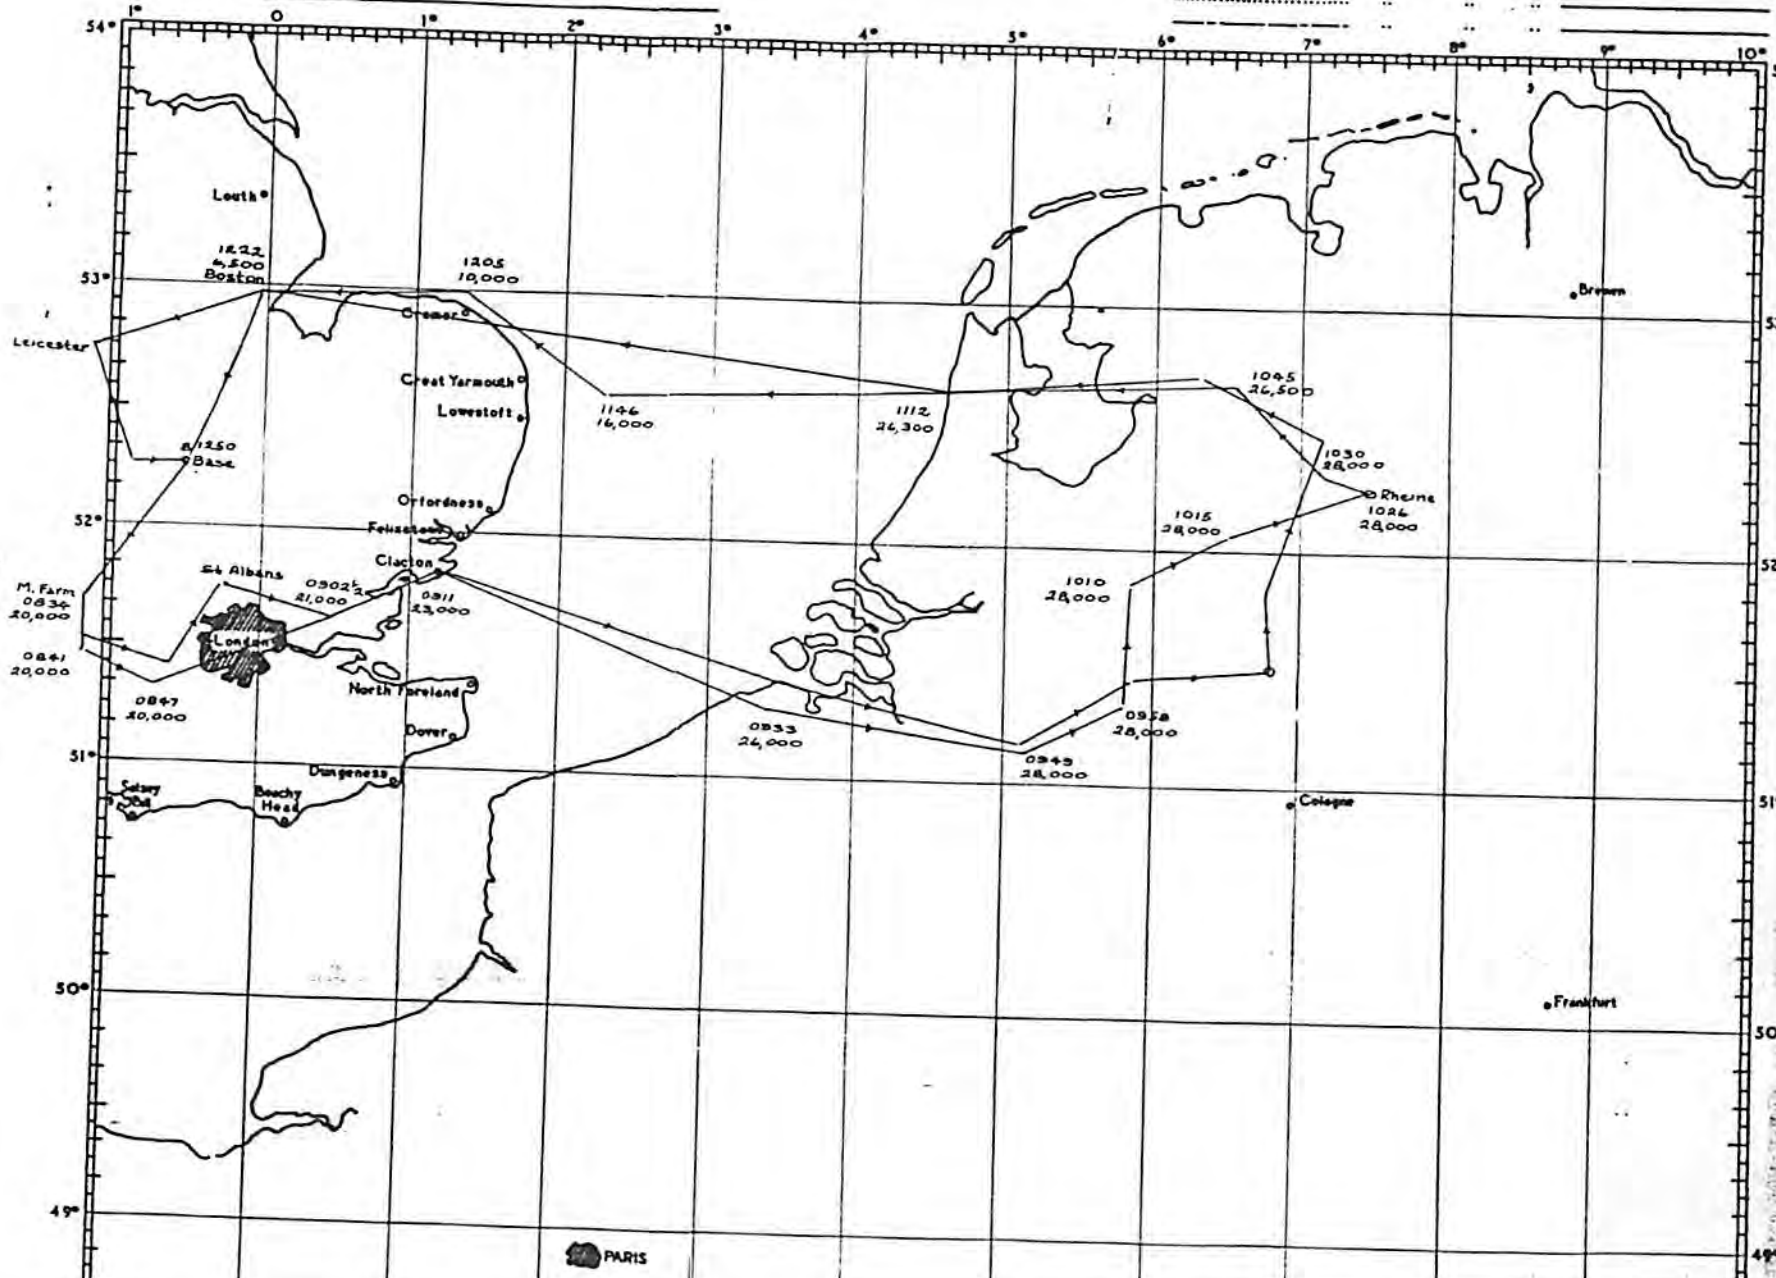 1° 0 1° 2° 3° 4° 5° 6° 7° 8° 9° 10°
54°
Louth
1222
6,500
Boston
1205
10,000
53°
Cromer
Bremen
Leicester
Great Yarmouth
Lowestoft
1146
16,000
1112
26,300
1045
26,500
1250
Base
1030
28,000
Rheine
1026
28,000
Orfordness
52°
Felixstowe
1015
28,000
Clacton
St Albans
0902½
21,000
0911
23,000
1010
28,000
52
M. Farm
0834
20,000
London
0841
20,000
North Foreland
0847
20,000
Dover
0933
26,000
0958
28,000
0949
28,000
51°
Dungeness
Selsey
Bill
Beachy
Head
Cologne
51
50°
Frankfurt
50
49°
PARIS